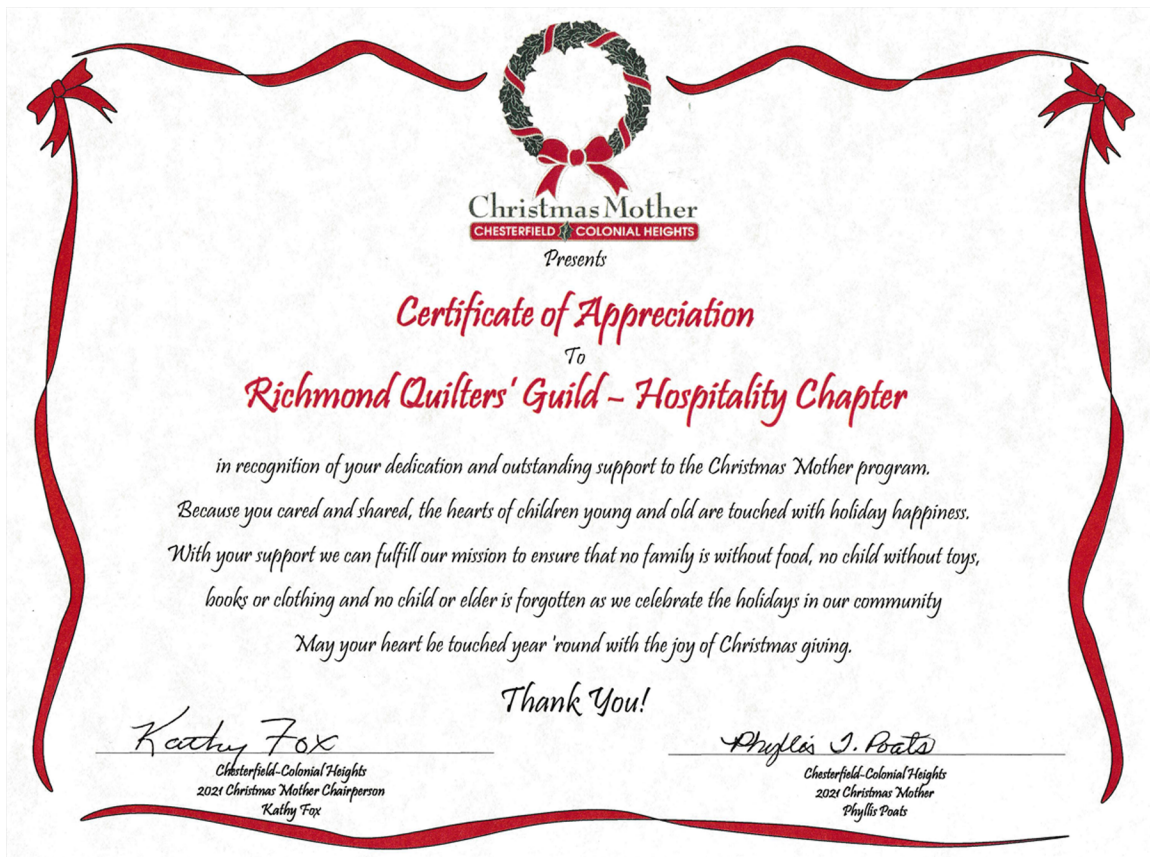 Christmas Mother
CHESTERFIELD COLONIAL HEIGHTS
Presents
Certificate of Appreciation
To
Richmond Quilters' Guild – Hospitality Chapter
in recognition of your dedication and outstanding support to the Christmas Mother program.
Because you cared and shared, the hearts of children young and old are touched with holiday happiness.
With your support we can fulfill our mission to ensure that no family is without food, no child without toys,
books or clothing and no child or elder is forgotten as we celebrate the holidays in our community
May your heart be touched year 'round with the joy of Christmas giving.
Thank You!
Kathy Fox
Chesterfield-Colonial Heights
2021 Christmas Mother Chairperson
Kathy Fox
Phyllis J. Poats
Chesterfield-Colonial Heights
2021 Christmas Mother
Phyllis Poats